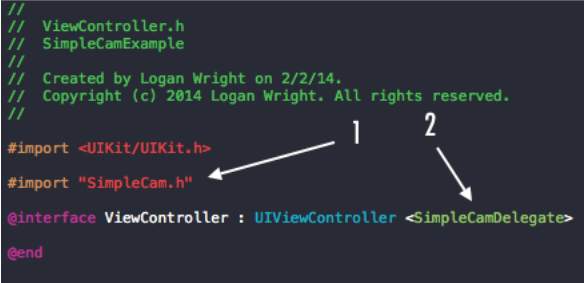 //
//  ViewController.h
//  SimpleCamExample
//
//  Created by Logan Wright on 2/2/14.
//  Copyright (c) 2014 Logan Wright. All rights reserved.
//
1 2
#import <UIKit/UIKit.h>
#import "SimpleCam.h"
@interface ViewController : UIViewController <SimpleCamDelegate>
@end